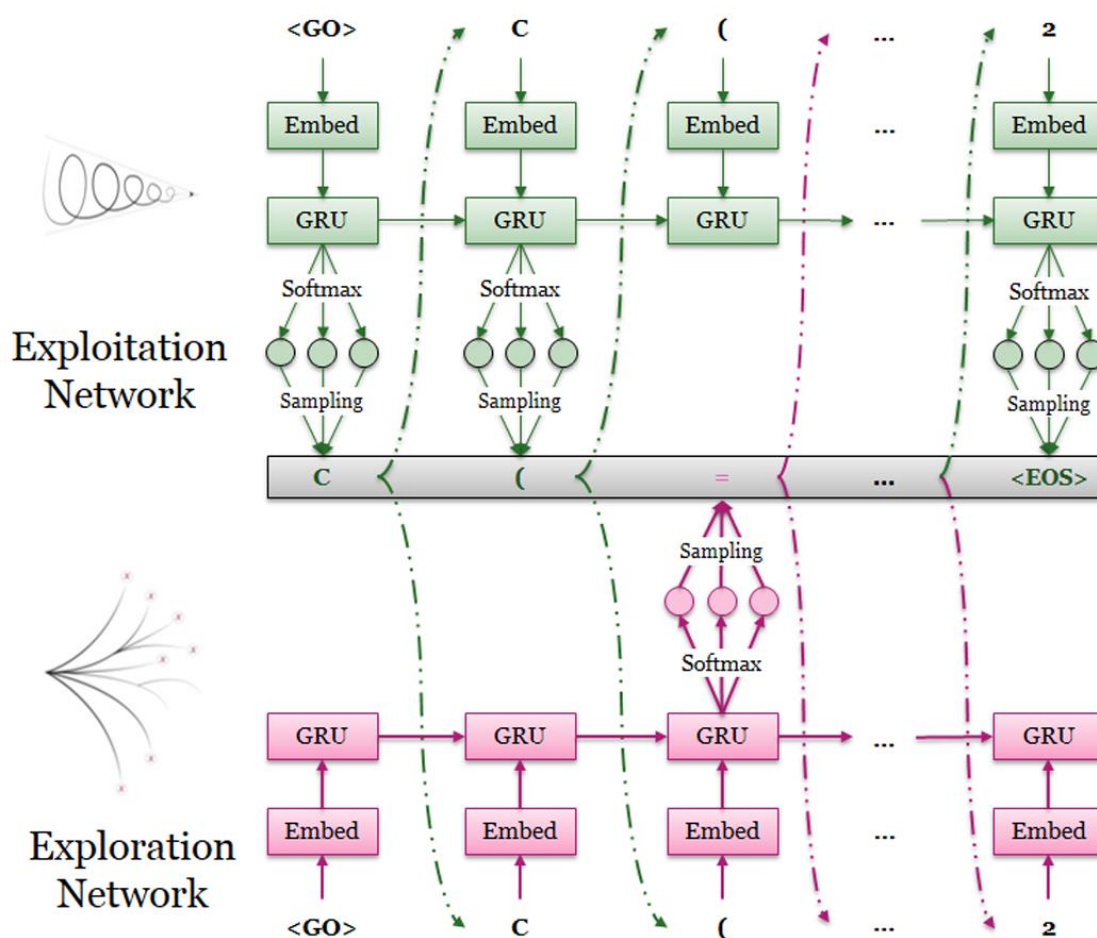 <GO> C ( ... 2
Embed Embed Embed ... Embed
GRU GRU GRU ... GRU
Softmax Softmax Softmax
Exploitation
Network
Sampling Sampling Sampling
C ( = ... <EOS>
Sampling
Softmax
GRU GRU GRU ... GRU
Embed Embed Embed ... Embed
Exploration
Network
<GO> C ( ... 2